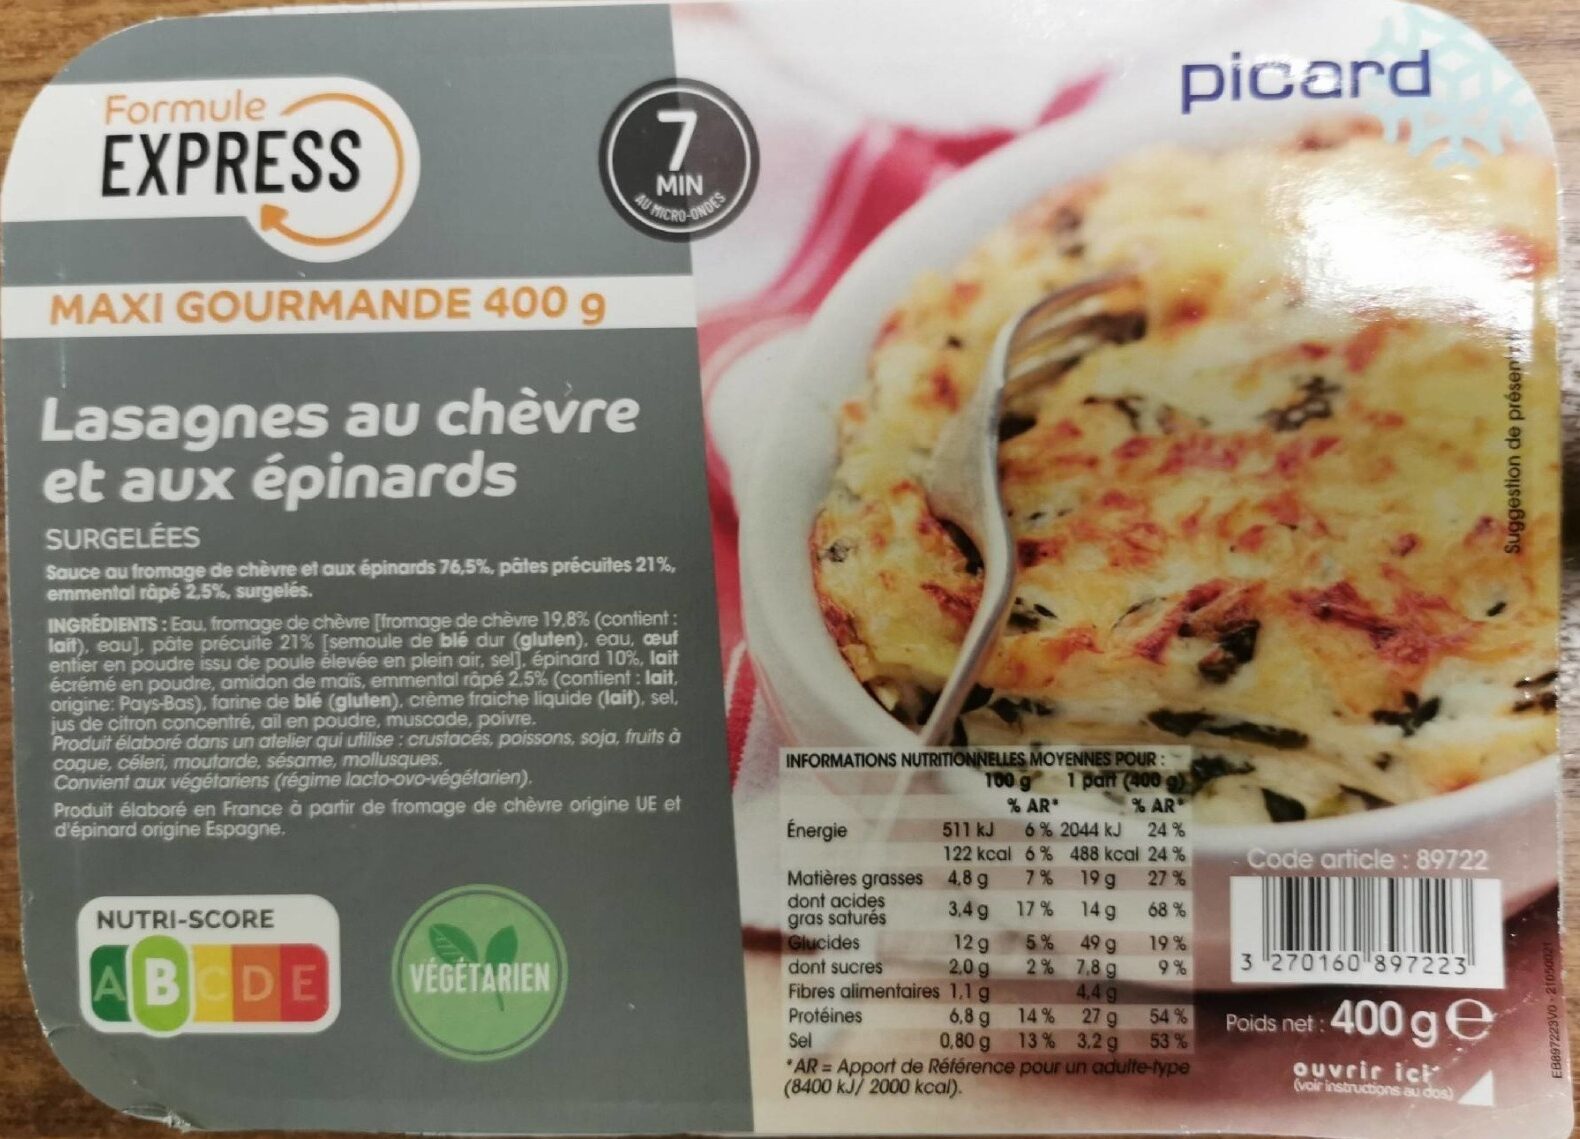 Formule
EXPRESS
7
MIN
AU MICRO-ONDES
picard
MAXI GOURMANDE 400 g
Lasagnes au chèvre
et aux épinards
SURGELÉES
Sauce au fromage de chèvre et aux épinards 76,5%, pâtes précuites 21%,
emmental râpé 2,5%, surgelés.
INGRÉDIENTS : Eau, fromage de chèvre [fromage de chèvre 19,8% (contient :
lait), eau], pâte précuite 21% [semoule de blé dur (gluten), eau, œuf
entier en poudre issu de poule élevée en plein air, sel], épinard 10%, lait
écrémé en poudre, amidon de maïs, emmental râpé 2,5% (contient : lait,
origine: Pays-Bas), farine de blé (gluten), crème fraiche liquide (lait), sel,
jus de citron concentré, ail en poudre, muscade, poivre.
Produit élaboré dans un atelier qui utilise : crustacés, poissons, soja, fruits à
coque, céleri, moutarde, sésame, mollusques.
Convient aux végétariens (régime lacto-ovo-végétarien).
Produit élaboré en France à partir de fromage de chèvre origine UE et
d'épinard origine Espagne.
NUTRI-SCORE
A B C D E
VÉGÉTARIEN
INFORMATIONS NUTRITIONNELLES MOYENNES POUR :
100 g 1 part (400 g)
% AR* % AR*
Énergie 511 kJ 6 % 2044 kJ 24 %
122 kcal 6 % 488 kcal 24 %
Matières grasses 4,8 g 7 % 19 g 27 %
dont acides
gras saturés 3,4 g 17 % 14 g 68 %
Glucides 12 g 5 % 49 g 19 %
dont sucres 2,0 g 2 % 7,8 g 9 %
Fibres alimentaires 1,1 g 4,4 g
Protéines 6,8 g 14 % 27 g 54 %
Sel 0,80 g 13 % 3,2 g 53 %
*AR = Apport de Référence pour un adulte-type
(8400 kJ/ 2000 kcal).
Suggestion de
Code article : 89722
3 270160 897223
Poids net : 400 g e
ouvrir ici
(voir instructions au dos)
EB897223V0 - 21050021